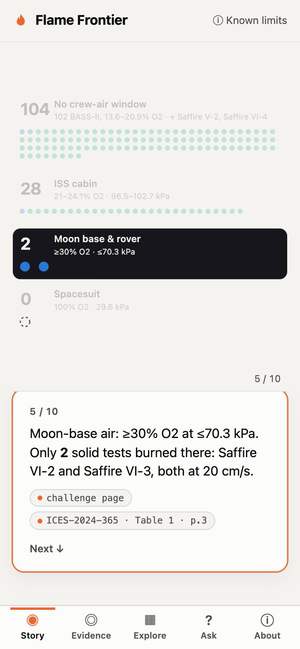 Flame Frontier
ⓘ Known limits
104 No crew-air window
102 BASS-II, 13.6–20.9% O2 · + Saffire V-2, Saffire VI-4
28 ISS cabin
21–24.1% O2 · 96.5–102.7 kPa
2 Moon base & rover
≥30% O2 · ≤70.3 kPa
0 Spacesuit
100% O2 · 29.6 kPa
5 / 10
5 / 10
Moon-base air: ≥30% O2 at ≤70.3 kPa.
Only 2 solid tests burned there: Saffire
VI-2 and Saffire VI-3, both at 20 cm/s.
challenge page
ICES-2024-365 · Table 1 · p.3
Next ↓
Story Evidence Explore Ask About